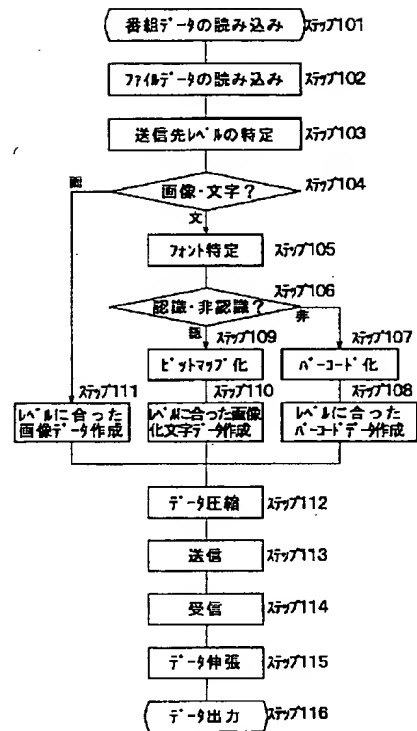 番組ﾃﾞｰﾀの読み込み ｽﾃｯﾌﾟ101
ﾌｧｲﾙﾃﾞｰﾀの読み込み ｽﾃｯﾌﾟ102
送信先ﾚﾍﾞﾙの特定 ｽﾃｯﾌﾟ103
画像・文字? ｽﾃｯﾌﾟ104
画
文
ﾌｫﾝﾄ特定 ｽﾃｯﾌﾟ105
認識・非認識? ｽﾃｯﾌﾟ106
認 非
ｽﾃｯﾌﾟ109 ｽﾃｯﾌﾟ107
ﾋﾞｯﾄﾏｯﾌﾟ化 ﾊﾞｰｺｰﾄﾞ化
ｽﾃｯﾌﾟ111 ｽﾃｯﾌﾟ110 ｽﾃｯﾌﾟ108
ﾚﾍﾞﾙに合った
画像ﾃﾞｰﾀ作成
ﾚﾍﾞﾙに合った画像
化文字ﾃﾞｰﾀ作成
ﾚﾍﾞﾙに合った
ﾊﾞｰｺｰﾄﾞﾃﾞｰﾀ作成
ﾃﾞｰﾀ圧縮 ｽﾃｯﾌﾟ112
送信 ｽﾃｯﾌﾟ113
受信 ｽﾃｯﾌﾟ114
ﾃﾞｰﾀ伸張 ｽﾃｯﾌﾟ115
ﾃﾞｰﾀ出力 ｽﾃｯﾌﾟ116